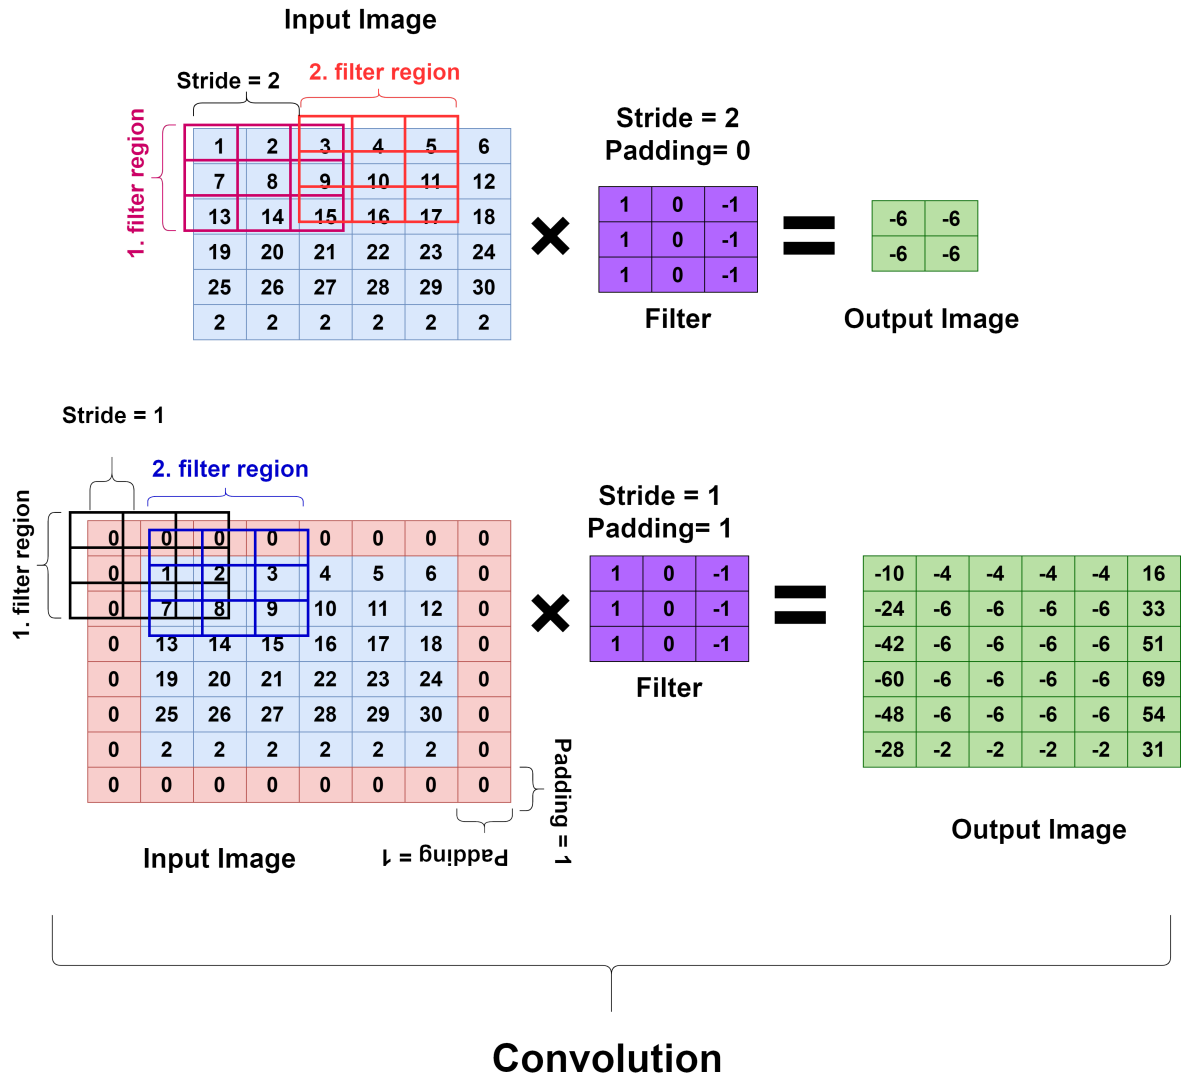 Input Image
Stride = 2
2. filter region
1. filter region
1 2 3 4 5 6
7 8 9 10 11 12
13 14 15 16 17 18
19 20 21 22 23 24
25 26 27 28 29 30
2 2 2 2 2 2
Stride = 2
Padding= 0
1 0 -1
1 0 -1
1 0 -1
Filter
-6 -6
-6 -6
Output Image
Stride = 1
2. filter region
1. filter region
0 0 0 0 0 0 0 0
0 1 2 3 4 5 6 0
0 7 8 9 10 11 12 0
0 13 14 15 16 17 18 0
0 19 20 21 22 23 24 0
0 25 26 27 28 29 30 0
0 2 2 2 2 2 2 0
0 0 0 0 0 0 0 0
Padding = 1
Padding = 1
Input Image
Stride = 1
Padding= 1
1 0 -1
1 0 -1
1 0 -1
Filter
-10 -4 -4 -4 -4 16
-24 -6 -6 -6 -6 33
-42 -6 -6 -6 -6 51
-60 -6 -6 -6 -6 69
-48 -6 -6 -6 -6 54
-28 -2 -2 -2 -2 31
Output Image
Convolution